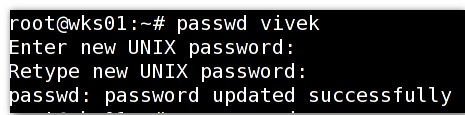 root@wks01:~# passwd vivek
Enter new UNIX password:
Retype new UNIX password:
passwd: password updated successfully